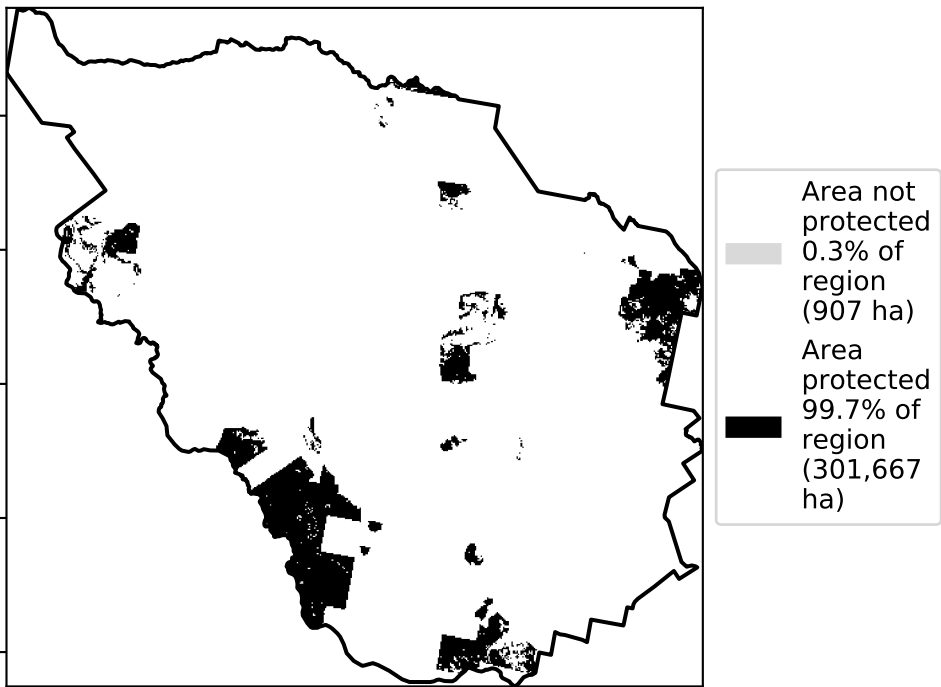 Area not
protected
0.3% of
region
(907 ha)
Area
protected
99.7% of
region
(301,667
ha)